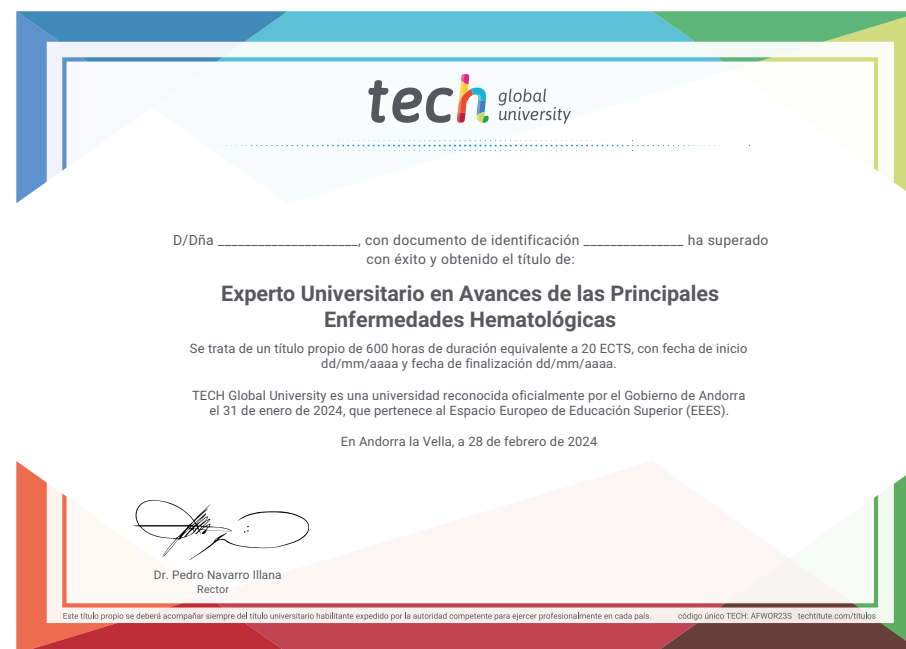 tech global university
D/Dña _____________________, con documento de identificación _______________ ha superado
con éxito y obtenido el título de:
Experto Universitario en Avances de las Principales
Enfermedades Hematológicas
Se trata de un título propio de 600 horas de duración equivalente a 20 ECTS, con fecha de inicio
dd/mm/aaaa y fecha de finalización dd/mm/aaaa.
TECH Global University es una universidad reconocida oficialmente por el Gobierno de Andorra
el 31 de enero de 2024, que pertenece al Espacio Europeo de Educación Superior (EEES).
En Andorra la Vella, a 28 de febrero de 2024
Dr. Pedro Navarro Illana
Rector
Este título propio se deberá acompañar siempre del título universitario habilitante expedido por la autoridad competente para ejercer profesionalmente en cada país. código único TECH: AFWOR23S techtitute.com/titulos